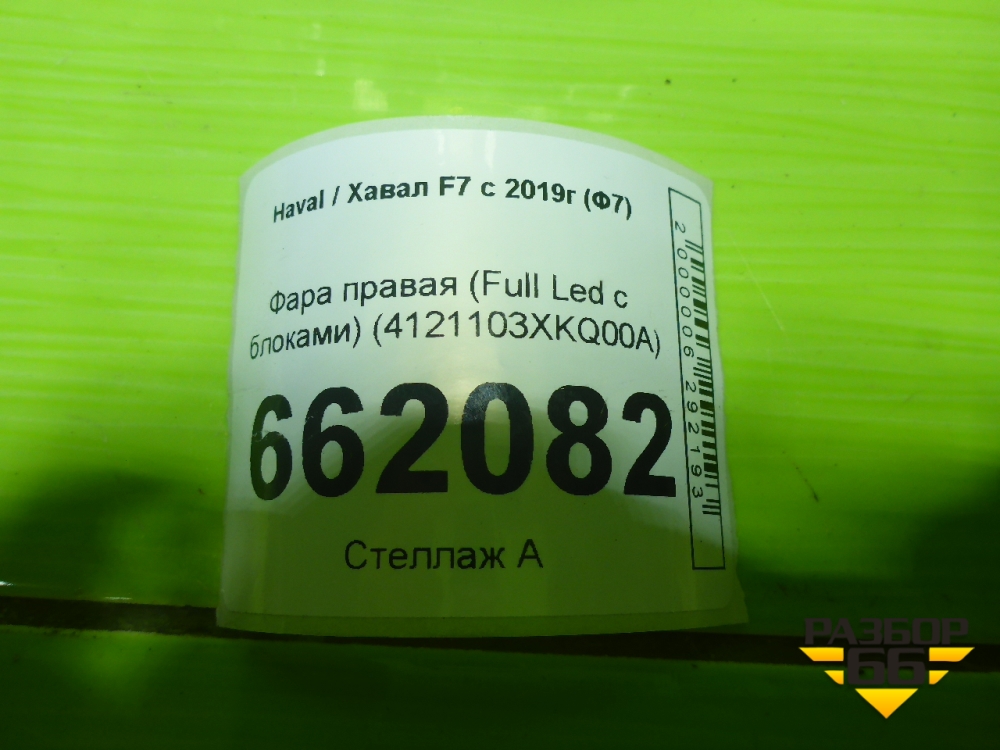 Haval / Хавал F7 с 2019г (Ф7)
Фара правая (Full Led с
блоками) (4121103XKQ00A)
662082
Стеллаж А
2000006292193
РАЗБОР
66